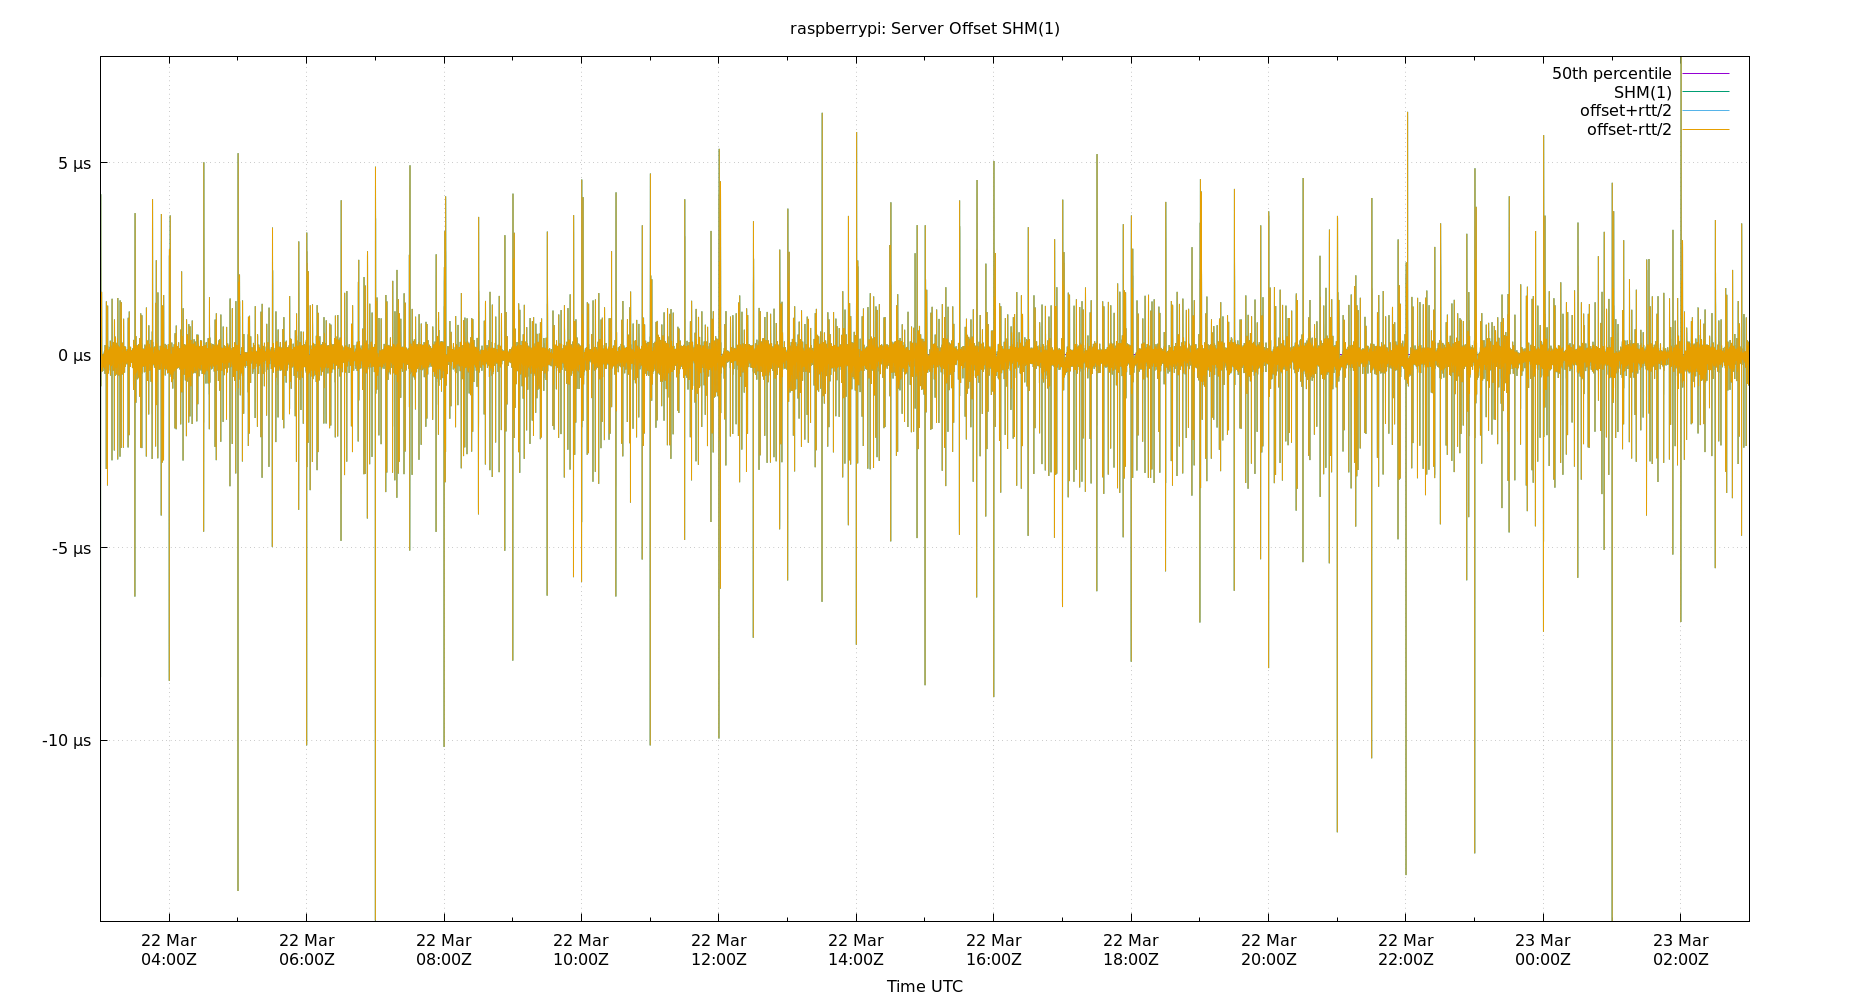 raspberrypi: Server Offset SHM(1)
50th percentile
SHM(1)
offset+rtt/2
offset-rtt/2
5 µs
0 µs
-5 µs
-10 µs
22 Mar 22 Mar 22 Mar 22 Mar 22 Mar 22 Mar 22 Mar 22 Mar 22 Mar 22 Mar 23 Mar 23 Mar
04:00Z 06:00Z 08:00Z 10:00Z 12:00Z 14:00Z 16:00Z 18:00Z 20:00Z 22:00Z 00:00Z 02:00Z
Time UTC